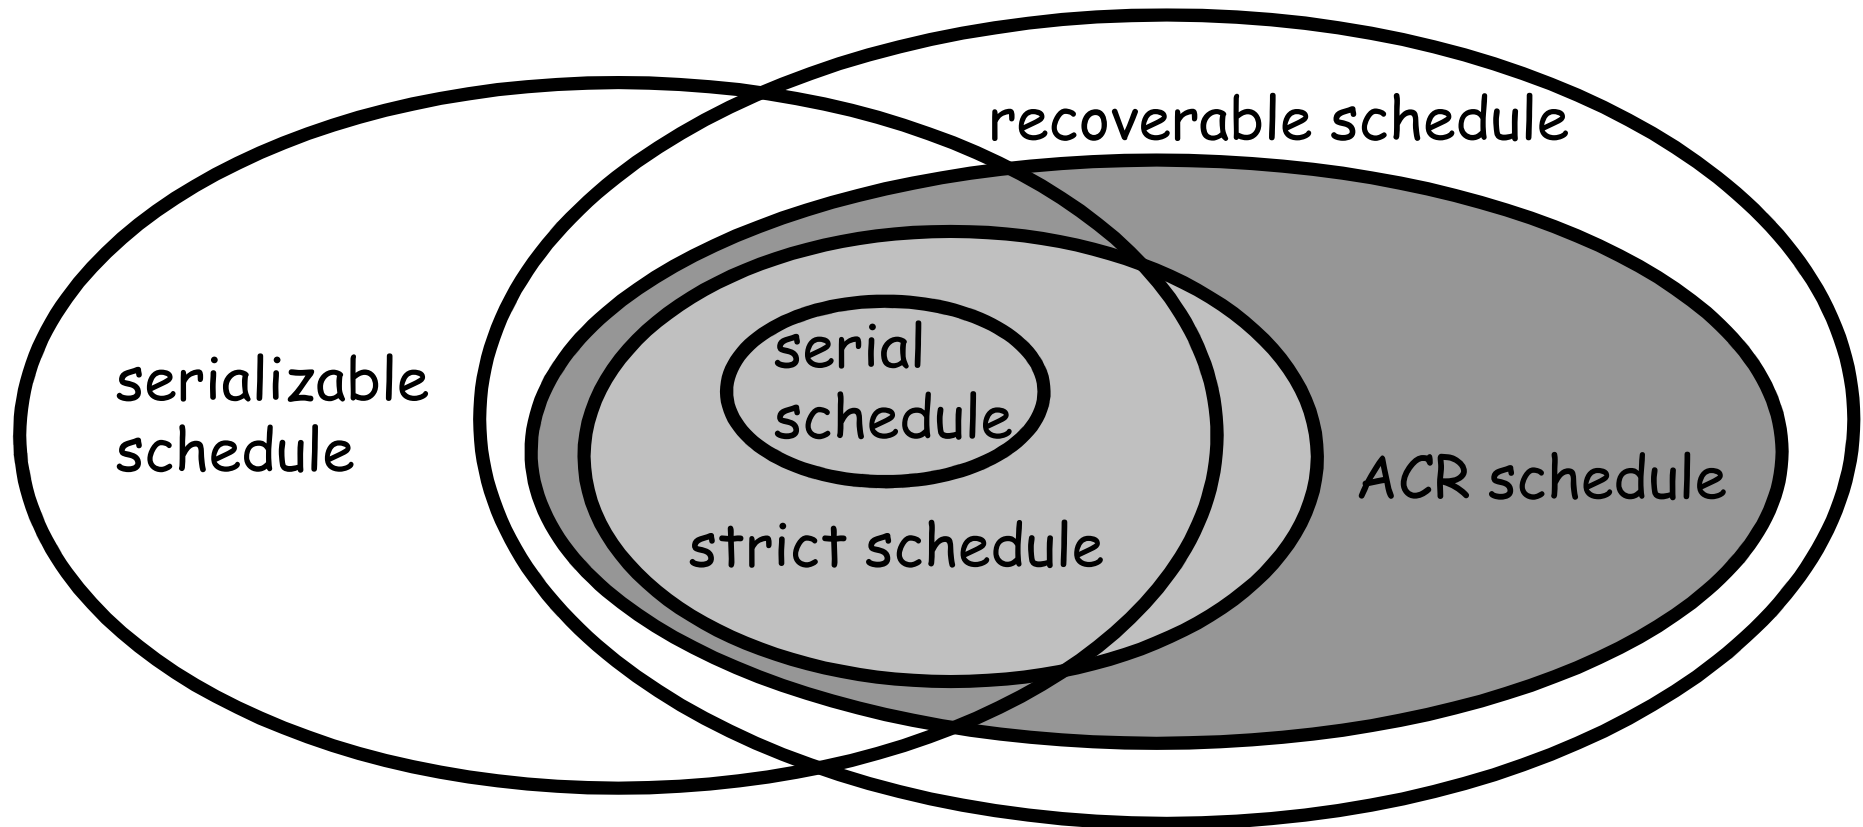 recoverable schedule
serializable
schedule
serial
schedule
ACR schedule
strict schedule